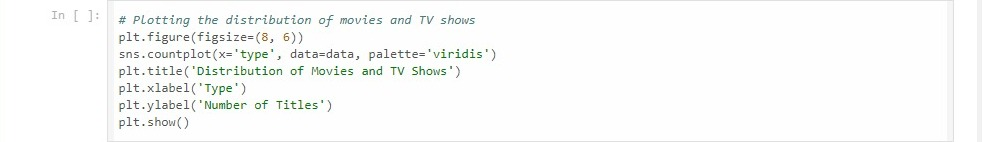 In [ ]: # Plotting the distribution of movies and TV shows
plt.figure(figsize=(8, 6))
sns.countplot(x='type', data=data, palette='viridis')
plt.title('Distribution of Movies and TV Shows')
plt.xlabel('Type')
plt.ylabel('Number of Titles')
plt.show()